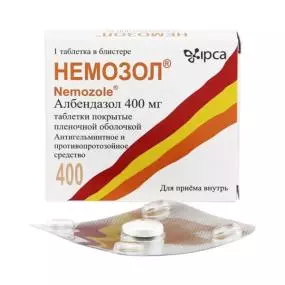 1 таблетка в блистере
ipca
НЕМОЗОЛ®
Nemozole®
Албендазол 400 мг
таблетки покрытые
пленочной оболочкой
Антигельминтное и
противопротозойное
средство
400
Для приёма внутрь